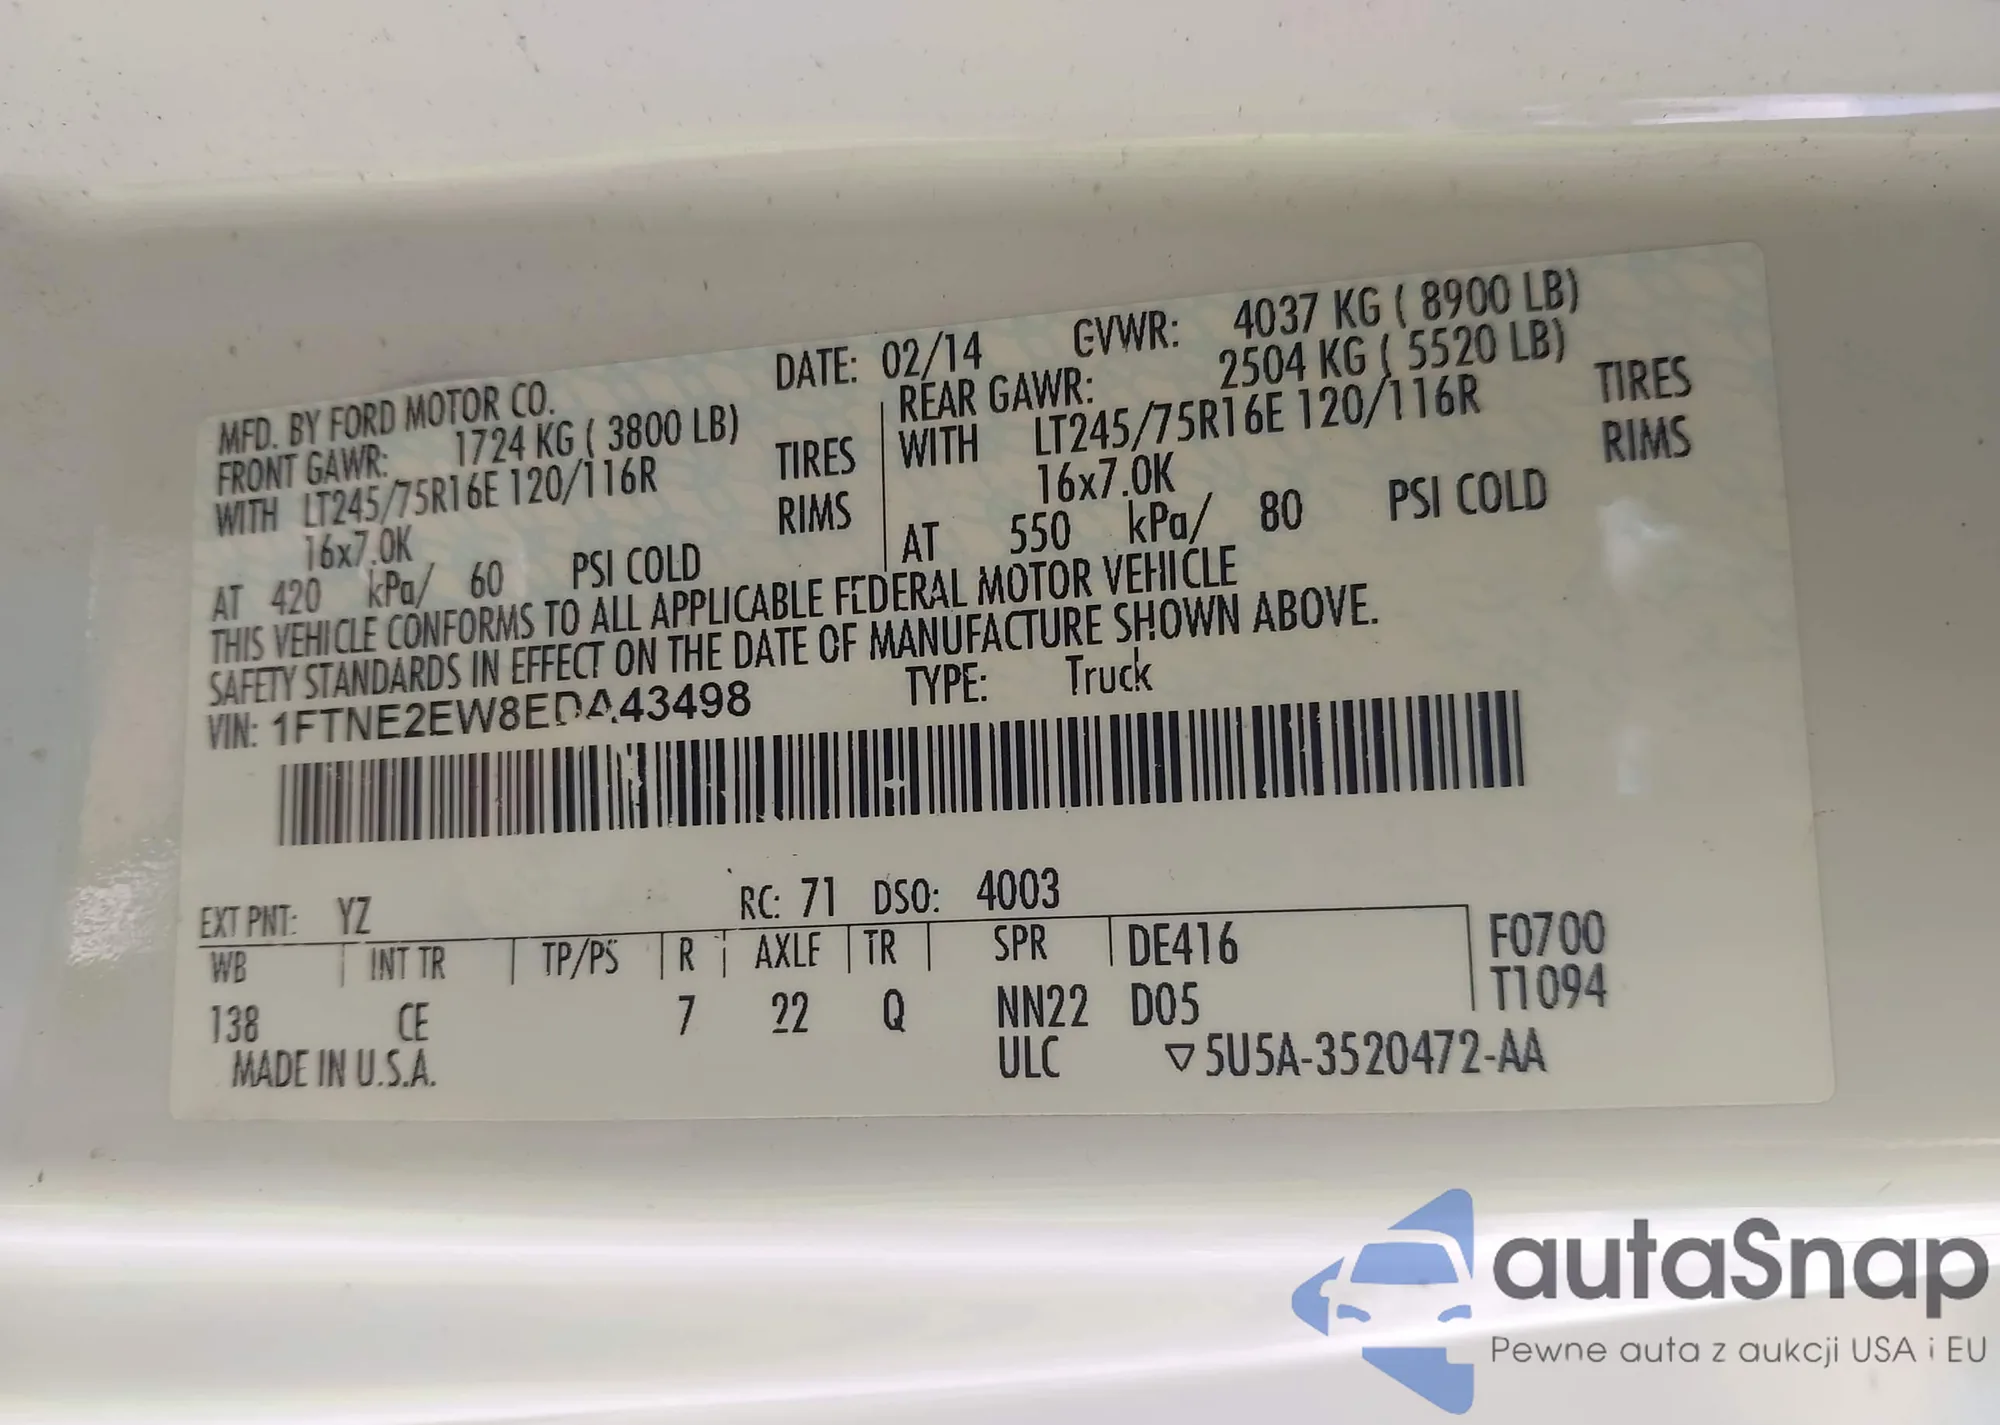 MFD. BY FORD MOTOR CO.
DATE: 02/14
GVWR: 4037 KG ( 8900 LB)
FRONT GAWR: 1724 KG ( 3800 LB)
WITH LT245/75R16E 120/116R TIRES
16x7.0K RIMS
AT 420 kPa/ 60 PSI COLD
REAR GAWR: 2504 KG ( 5520 LB)
WITH LT245/75R16E 120/116R TIRES
16x7.0K RIMS
AT 550 kPa/ 80 PSI COLD
THIS VEHICLE CONFORMS TO ALL APPLICABLE FEDERAL MOTOR VEHICLE
SAFETY STANDARDS IN EFFECT ON THE DATE OF MANUFACTURE SHOWN ABOVE.
VIN: 1FTNE2EW8EDA43498
TYPE: Truck
EXT PNT: YZ RC: 71 DSO: 4003
WB INT TR TP/PS R AXLE TR SPR DE416 F0700
138 CE 7 22 Q NN22 D05 T1094
MADE IN U.S.A. ULC ▽5U5A-3520472-AA
autaSnap
Pewne auta z aukcji USA i EU